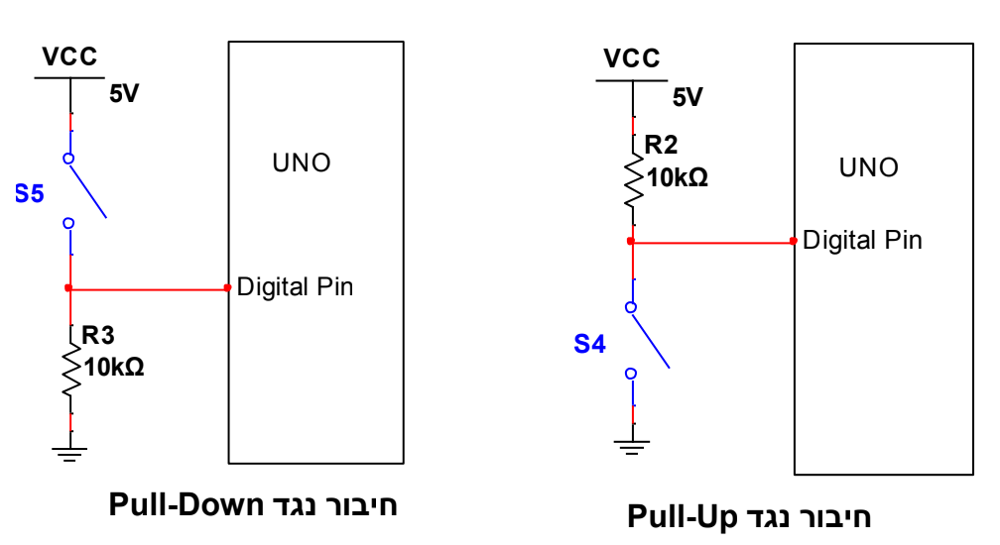 VCC
5V
S5
UNO
Digital Pin
R3
10kΩ
חיבור נגד Pull-Down
VCC
5V
R2
10kΩ
UNO
Digital Pin
S4
חיבור נגד Pull-Up